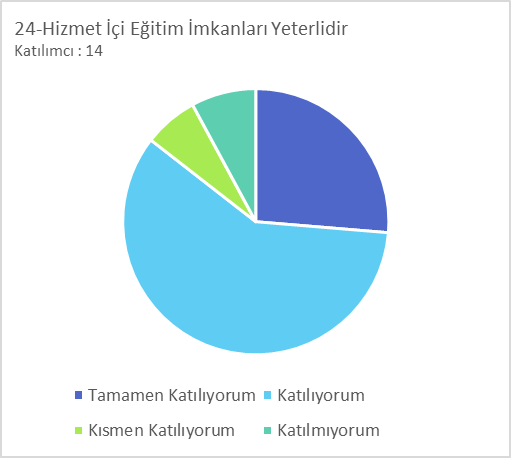 24-Hizmet İçi Eğitim İmkanları Yeterlidir
Katılımcı : 14
Tamamen Katılıyorum Katılıyorum
Kısmen Katılıyorum Katılmıyorum